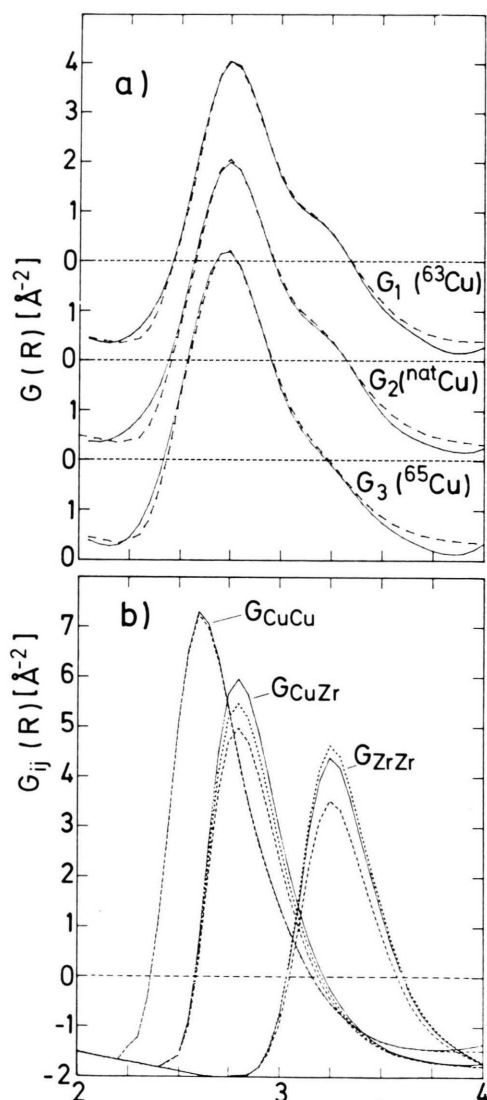 a)
4
3
2
1
0
1
0
1
0
1
0
G(R) [Å⁻²]
G₁ (⁶³Cu)
G₂(ⁿᵃᵗCu)
G₃ (⁶⁵Cu)
b)
7
6
5
4
3
2
1
0
-1
-2
Gᵢⱼ (R) [Å⁻²]
G_CuCu
G_CuZr
G_ZrZr
2
3
4